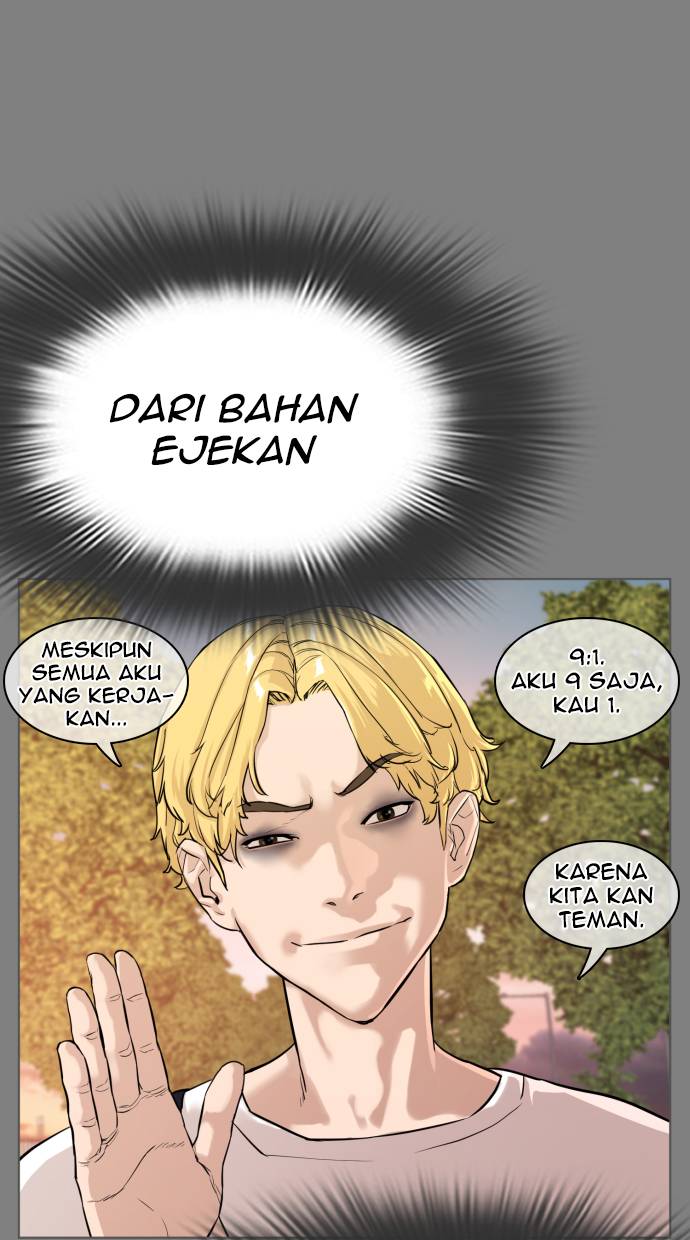 DARI BAHAN
EJEKAN
MESKIPUN
SEMUA AKU
YANG KERJA-
KAN...
9:1.
AKU 9 SAJA,
KAU 1.
KARENA
KITA KAN
TEMAN.